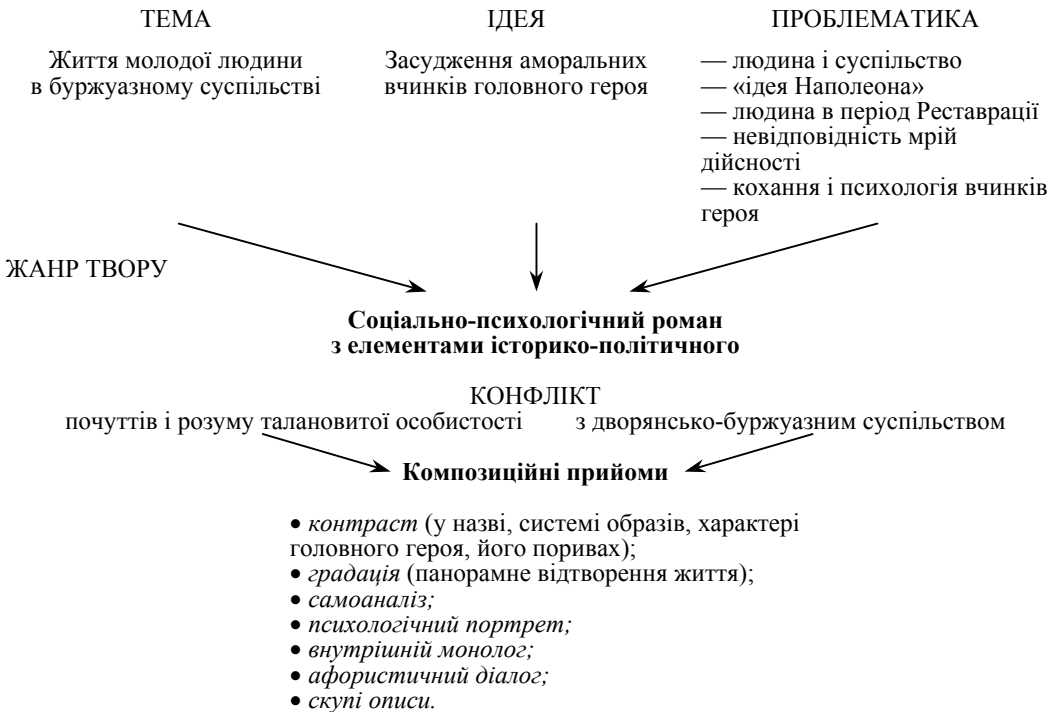 ТЕМА
Життя молодої людини
в буржуазному суспільстві
ІДЕЯ
Засудження аморальних
вчинків головного героя
ПРОБЛЕМАТИКА
— людина і суспільство
— «ідея Наполеона»
— людина в період Реставрації
— невідповідність мрій
дійсності
— кохання і психологія вчинків
героя
ЖАНР ТВОРУ
Соціально-психологічний роман
з елементами історико-політичного
КОНФЛІКТ
почуттів і розуму талановитої особистості з дворянсько-буржуазним суспільством
Композиційні прийоми
• контраст (у назві, системі образів, характері
головного героя, його поривах);
• градація (панорамне відтворення життя);
• самоаналіз;
• психологічний портрет;
• внутрішній монолог;
• афористичний діалог;
• скупі описи.